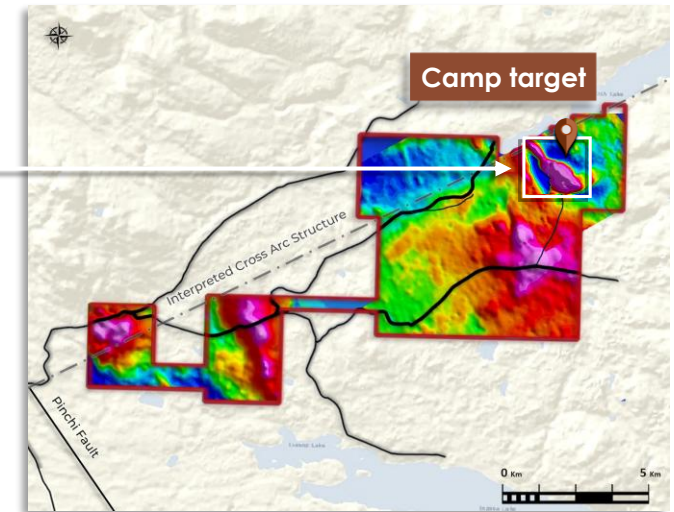 Camp target
Interpreted Cross Arc Structure
Pinchi Fault
0 Km
5 Km